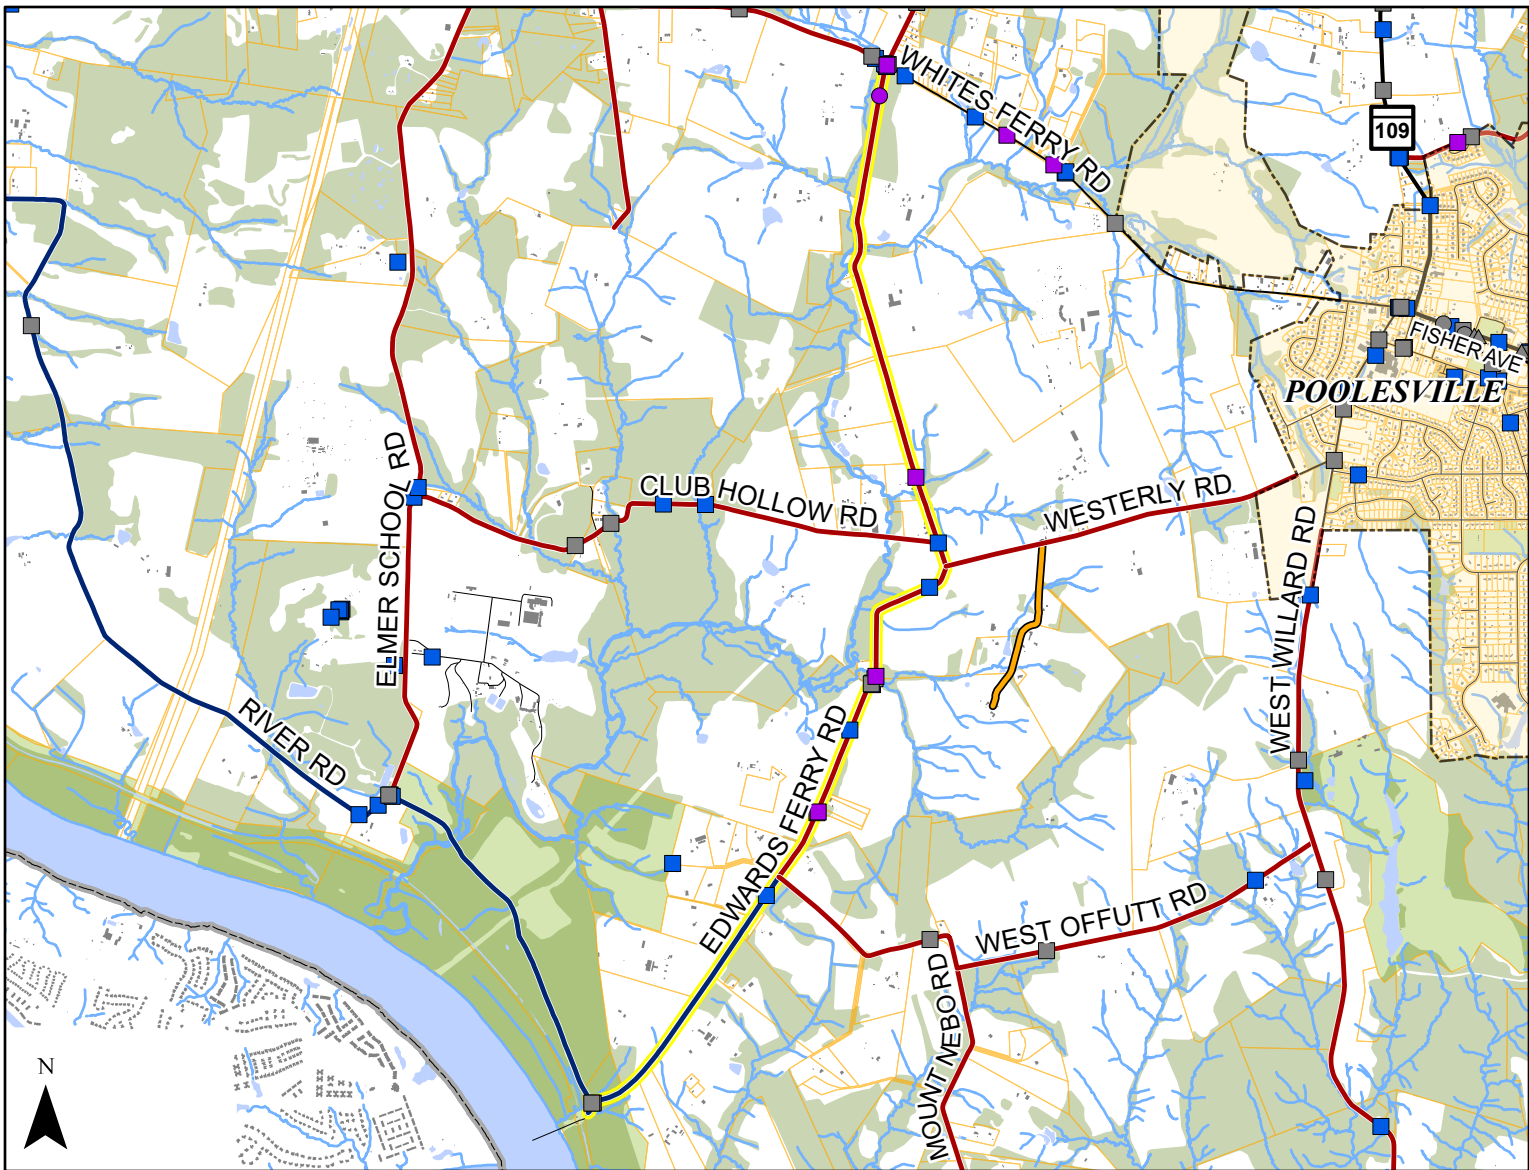 WHITES FERRY RD
109
FISHER AVE
POOLESVILLE
ELMER SCHOOL RD
CLUB HOLLOW RD
WESTERLY RD
WEST WILLARD RD
RIVER RD
EDWARDS FERRY RD
WEST OFFUTT RD
MOUNT NEBO RD
N